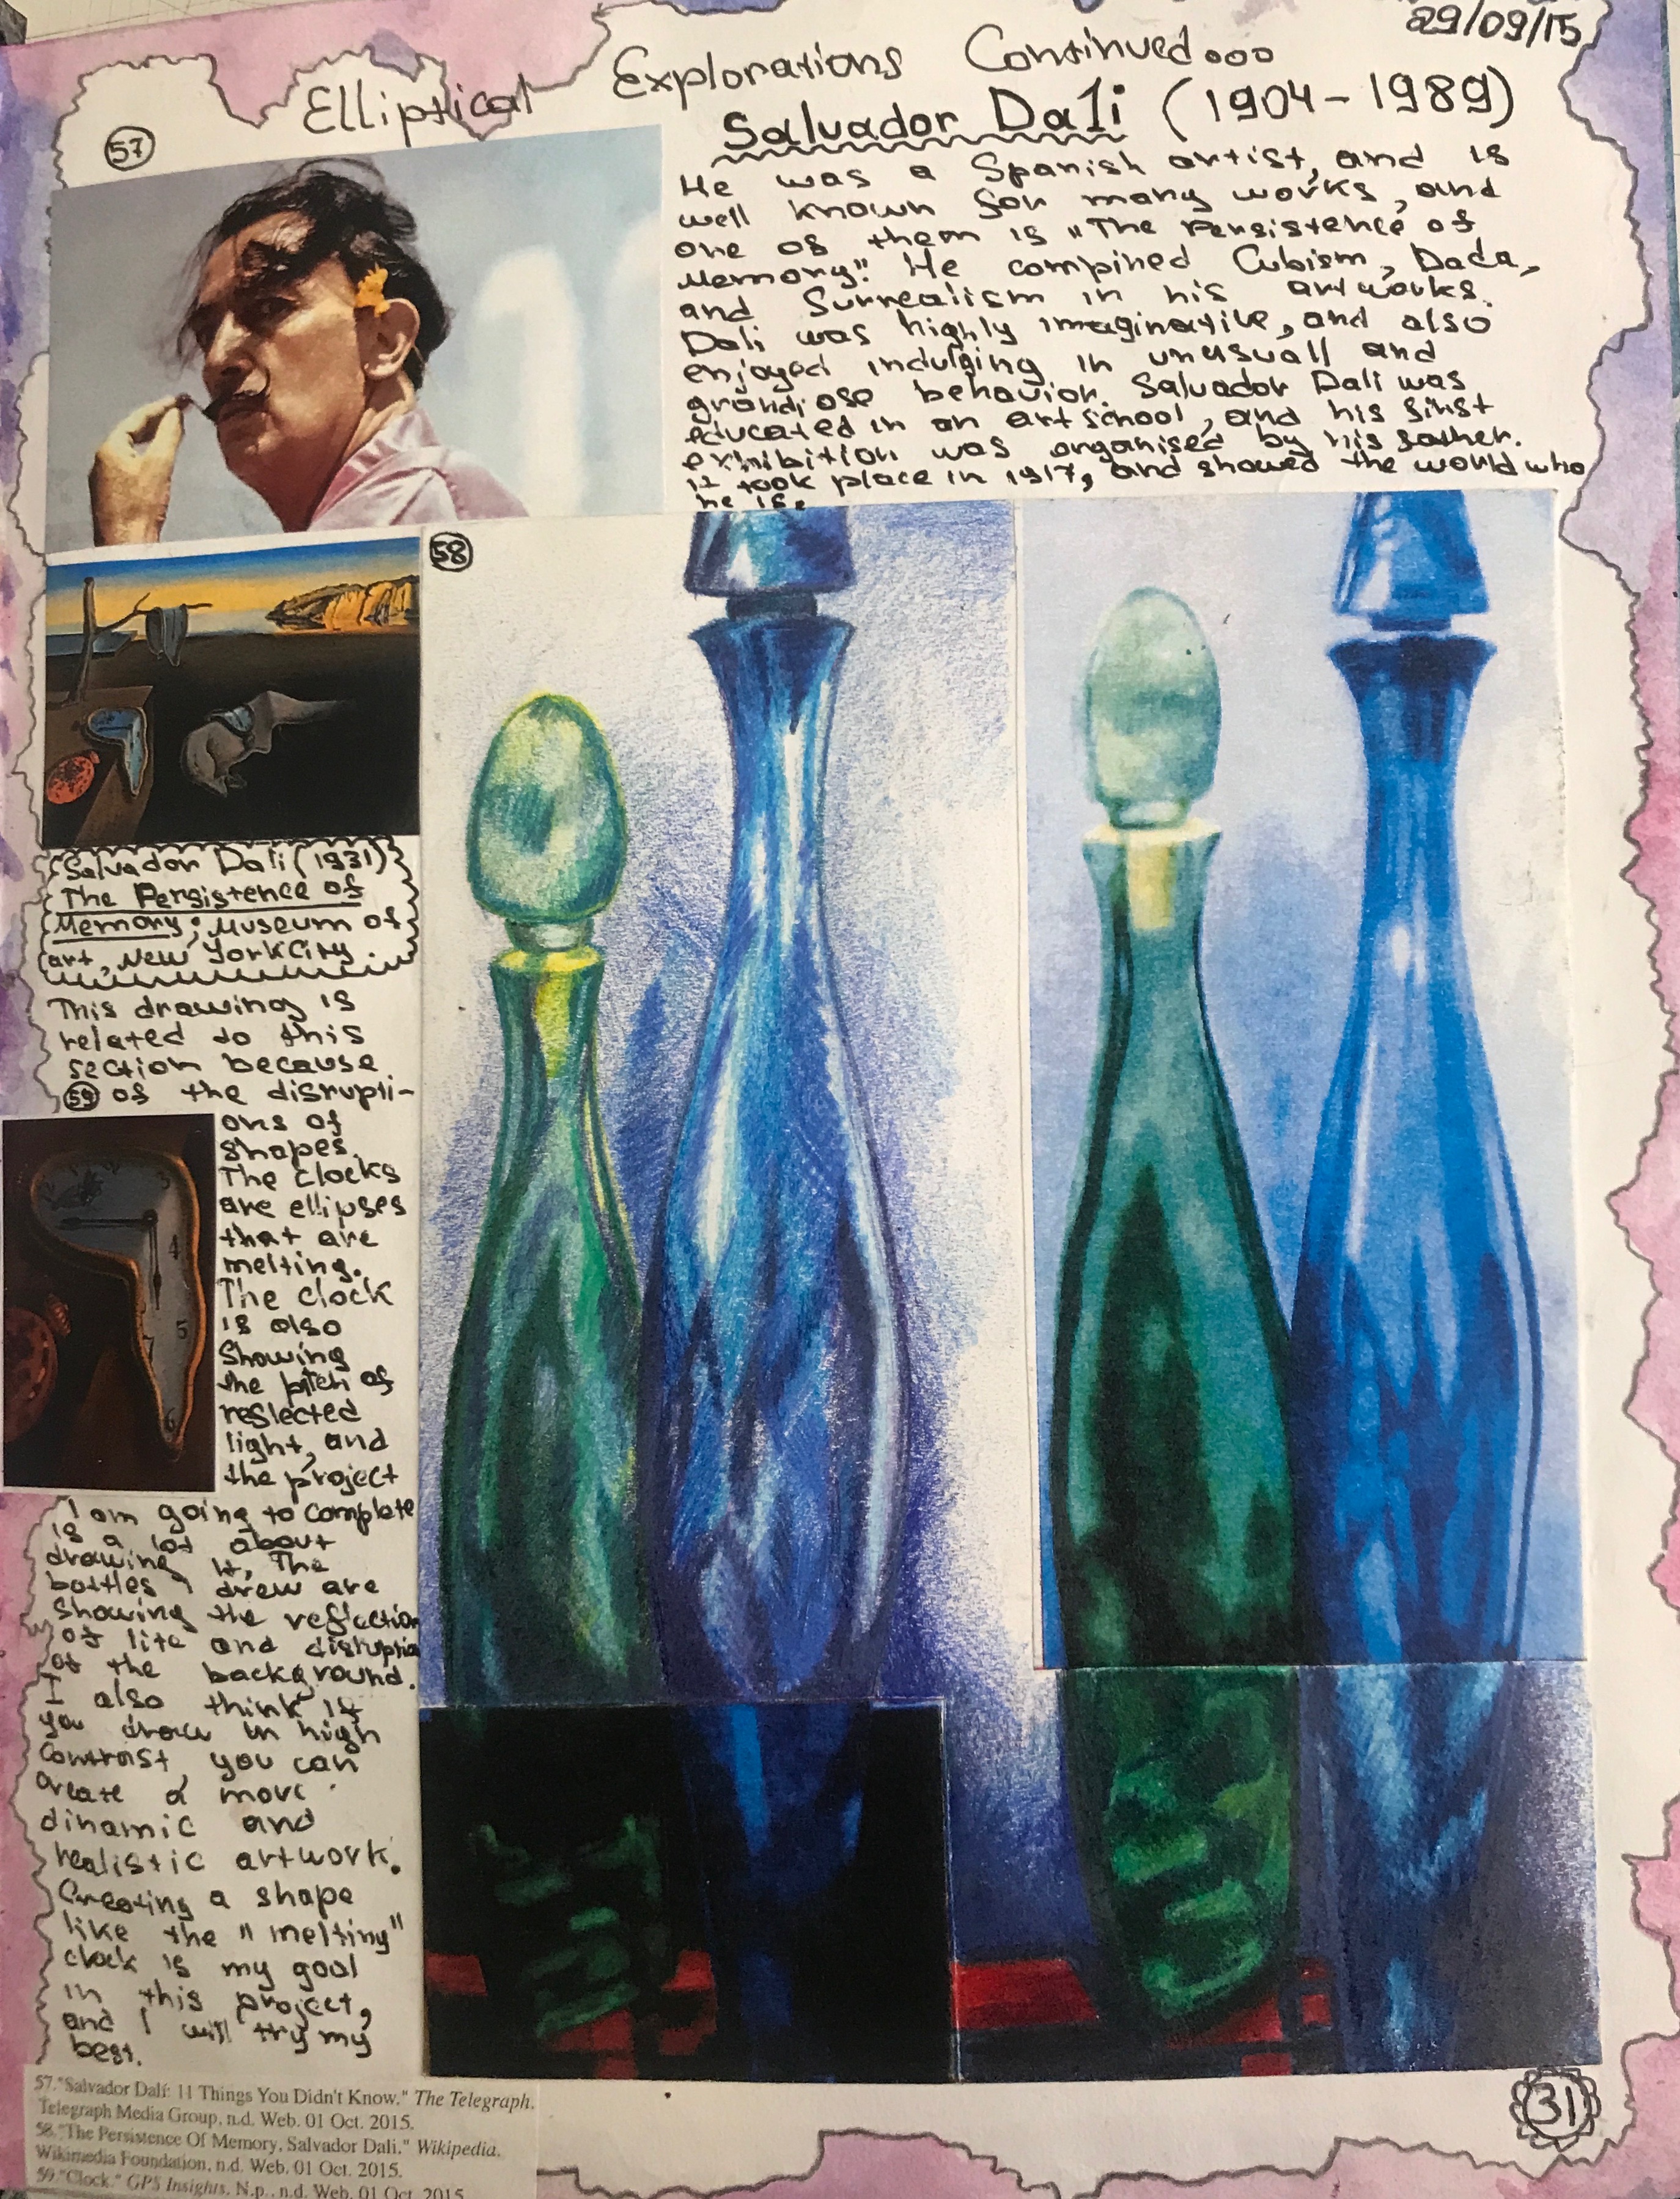 29/09/15
Elliptical Explorations Continued...
57
Salvador Dali (1904-1989)
He was a Spanish artist, and is
well known for many works, and
one of them is "The Persistence of
Memory". He compined Cubism, Dada,
and Surrealism in his artworks.
Dali was highly imaginative, and also
enjoyed indulging in unusuall and
grandiose behavior. Salvador Dali was
educated in an art school, and his first
exhibition was organised by his father.
it took place in 1917, and showed the world who
he is.
58
Salvador Dali (1931)
The Persistence of
Memory; Museum of
art, New York City.
This drawing is
related do this
section because
59 of the disrupti-
ons of
shapes.
The clocks
are ellipses
that are
melting.
The clock
is also
Showing
the pitch of
reflected
light, and
the project
I am going to complete
is a lot about
drawing it, The
bottles I drew are
showing the reflection
of lite and disruptio
of the background.
I also think if
you draw in high
Contrast, you can
create a more
dinamic and
realistic artwork.
Creating a shape
like the "melting"
clock is my goal
in this project,
and I will try my
best.
57."Salvador Dalí: 11 Things You Didn't Know." The Telegraph.
Telegraph Media Group, n.d. Web. 01 Oct. 2015.
58."The Persistence Of Memory, Salvador Dali." Wikipedia.
Wikimedia Foundation, n.d. Web. 01 Oct. 2015.
59."Clock." GPS Insights. N.p., n.d. Web. 01 Oct. 2015
31
3
4
5
6